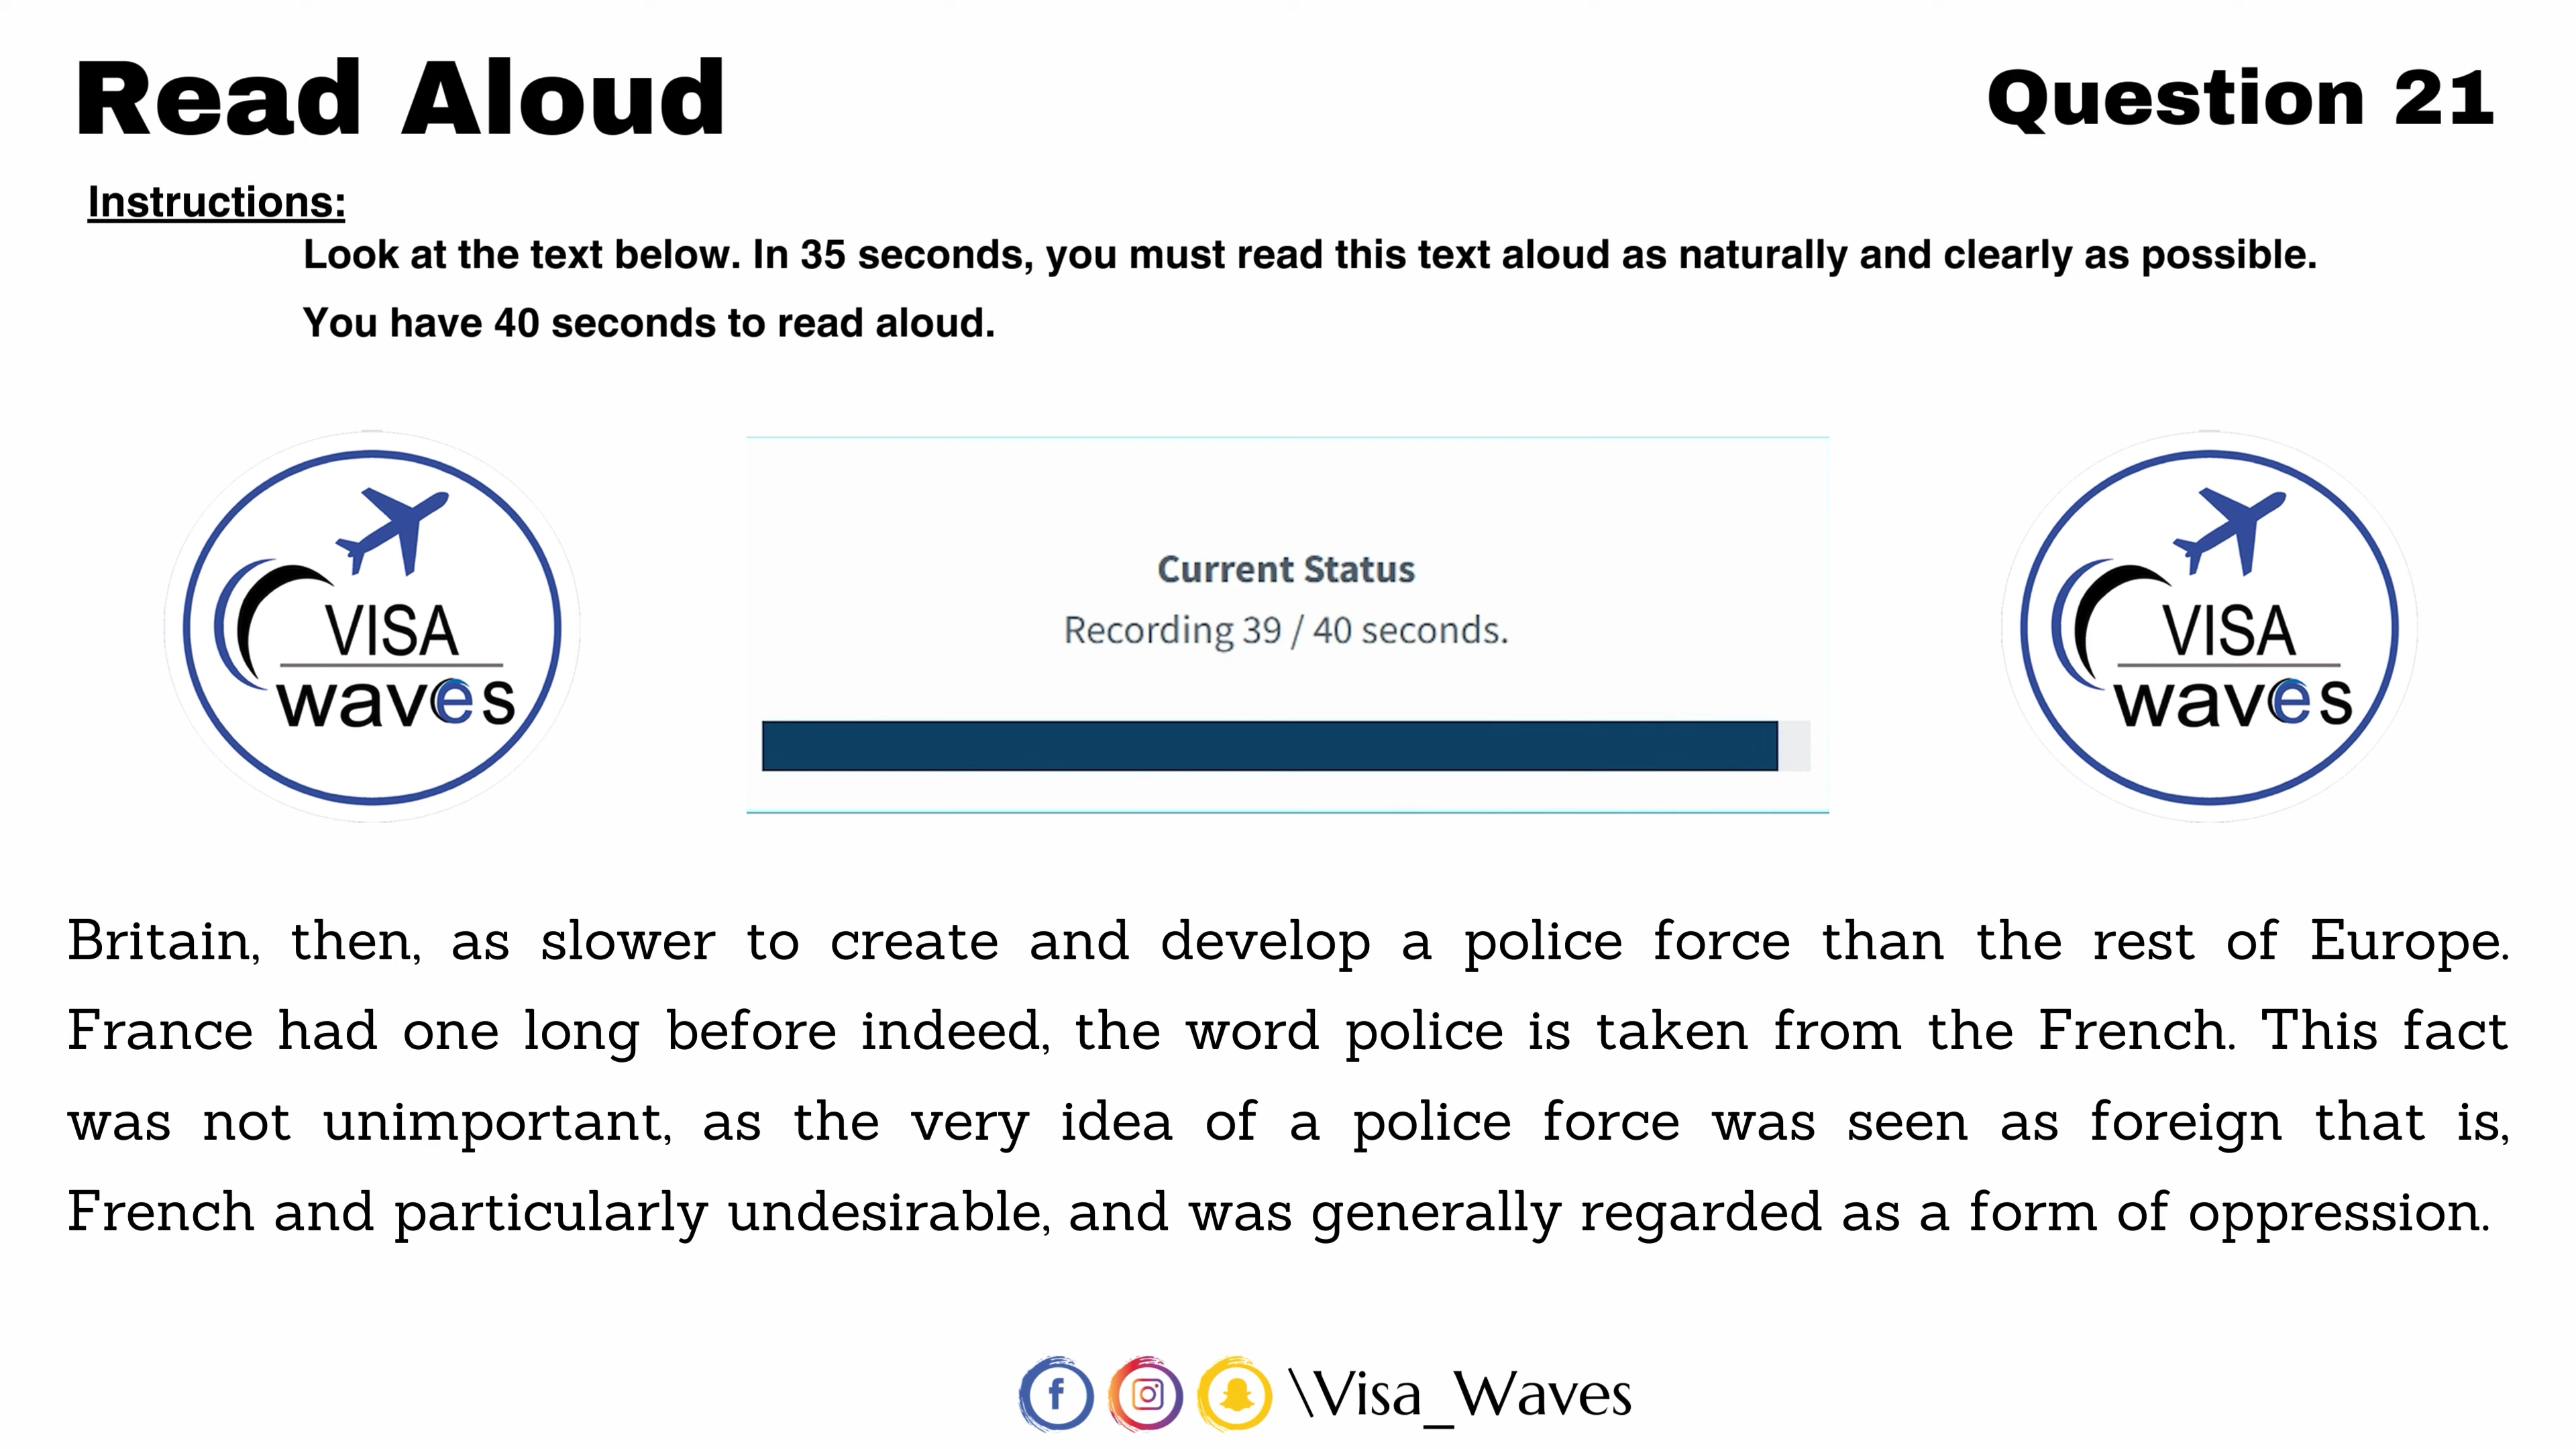 Read Aloud
Question 21
Instructions:
Look at the text below. In 35 seconds, you must read this text aloud as naturally and clearly as possible.
You have 40 seconds to read aloud.
VISA
waves
Current Status
Recording 39 / 40 seconds.
VISA
waves
Britain, then, as slower to create and develop a police force than the rest of Europe.
France had one long before indeed, the word police is taken from the French. This fact
was not unimportant, as the very idea of a police force was seen as foreign that is,
French and particularly undesirable, and was generally regarded as a form of oppression.
\Visa_Waves